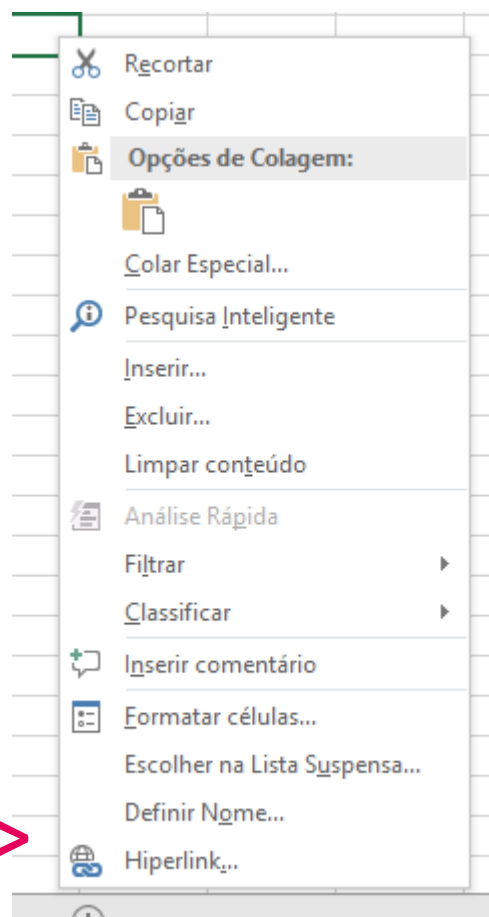 Recortar
Copiar
Opções de Colagem:
Colar Especial...
Pesquisa Inteligente
Inserir...
Excluir...
Limpar conteúdo
Análise Rápida
Filtrar
Classificar
Inserir comentário
Formatar células...
Escolher na Lista Suspensa...
Definir Nome...
Hiperlink...